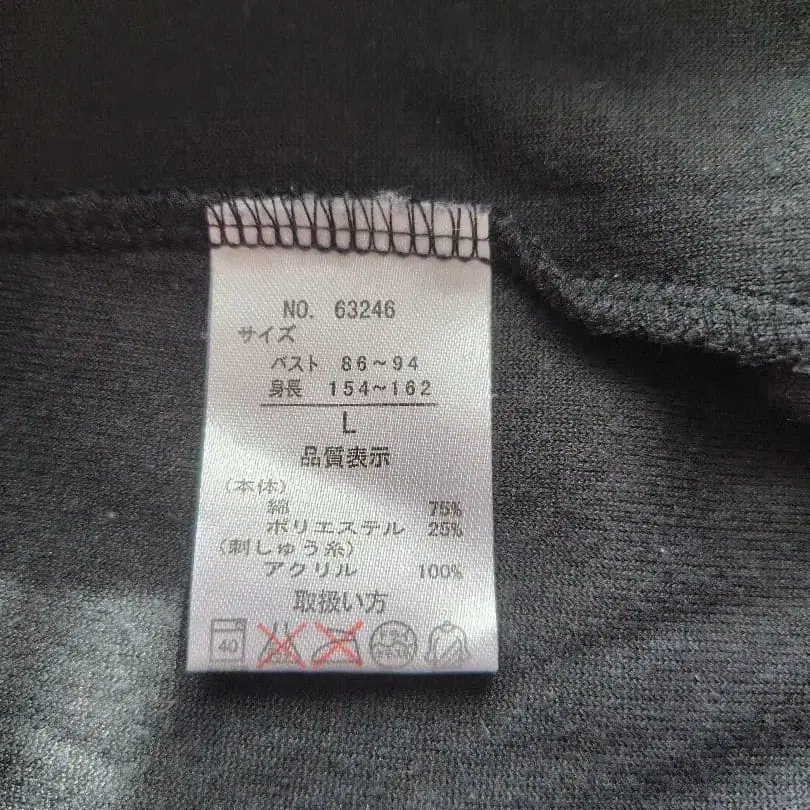 NO. 63246
サイズ
バスト 86~94
身長 154~162
L
品質表示
(本体)
綿 75%
ポリエステル 25%
(刺しゅう糸)
アクリル 100%
取扱い方
40